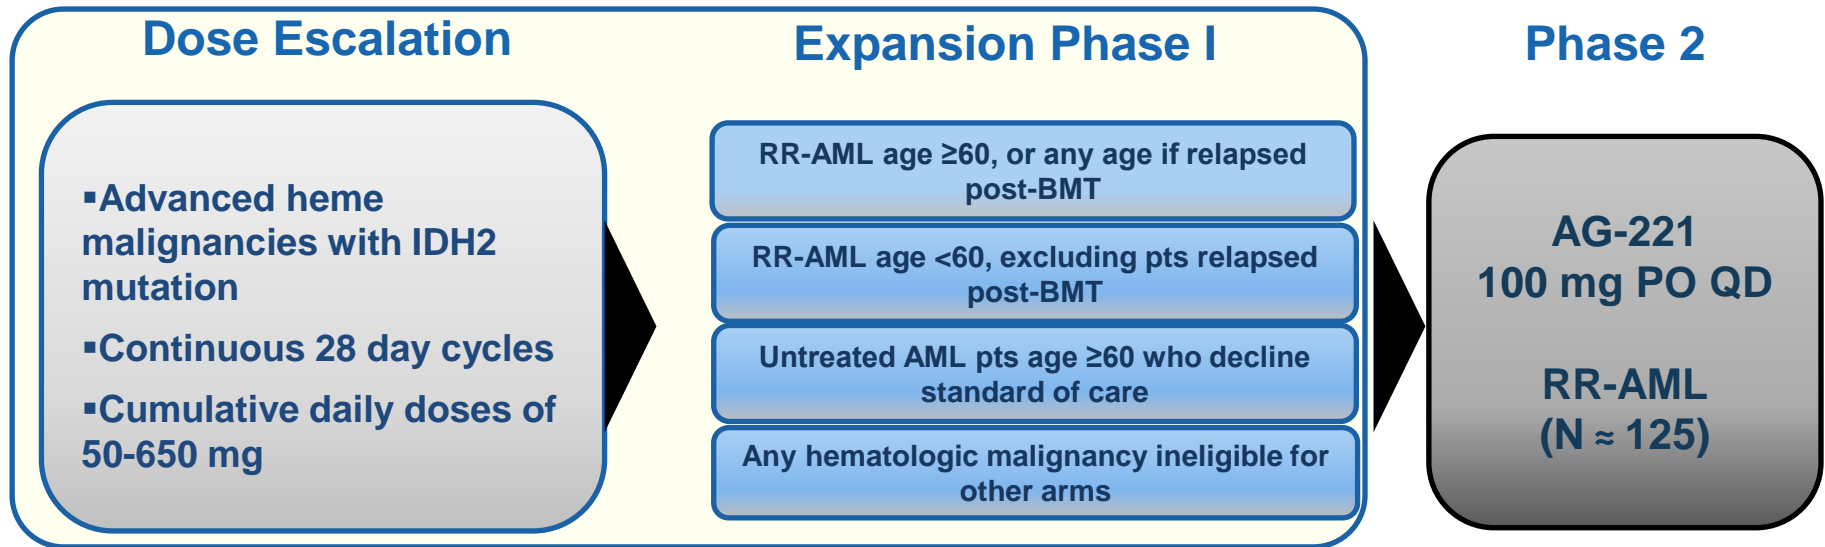 Dose Escalation
▪Advanced heme
malignancies with IDH2
mutation
▪Continuous 28 day cycles
▪Cumulative daily doses of
50-650 mg
Expansion Phase I
RR-AML age ≥60, or any age if relapsed
post-BMT
RR-AML age <60, excluding pts relapsed
post-BMT
Untreated AML pts age ≥60 who decline
standard of care
Any hematologic malignancy ineligible for
other arms
Phase 2
AG-221
100 mg PO QD
RR-AML
(N ≈ 125)